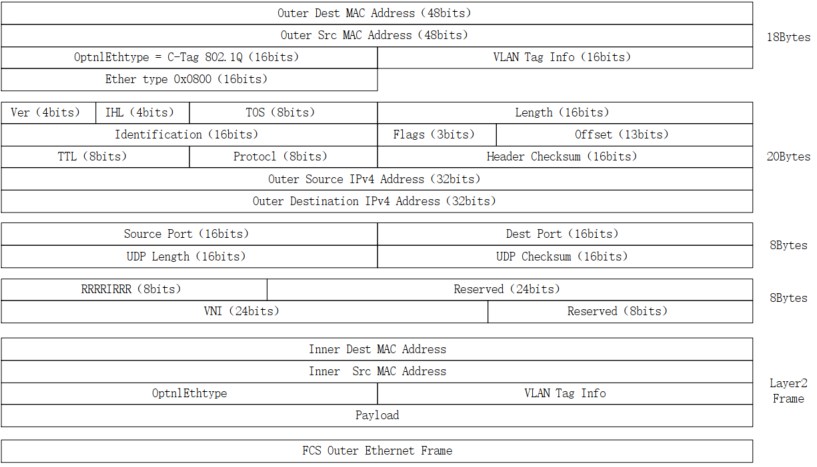 Outer Dest MAC Address (48bits)
Outer Src MAC Address (48bits)
18Bytes
OptnlEthtype = C-Tag 802.1Q (16bits) VLAN Tag Info (16bits)
Ether type 0x0800 (16bits)
Ver (4bits) IHL (4bits) TOS (8bits) Length (16bits)
Identification (16bits) Flags (3bits) Offset (13bits)
TTL (8bits) Protocl (8bits) Header Checksum (16bits) 20Bytes
Outer Source IPv4 Address (32bits)
Outer Destination IPv4 Address (32bits)
Source Port (16bits) Dest Port (16bits)
8Bytes
UDP Length (16bits) UDP Checksum (16bits)
RRRRIRRR (8bits) Reserved (24bits)
8Bytes
VNI (24bits) Reserved (8bits)
Inner Dest MAC Address
Inner Src MAC Address
Layer2
Frame
OptnlEthtype VLAN Tag Info
Payload
FCS Outer Ethernet Frame